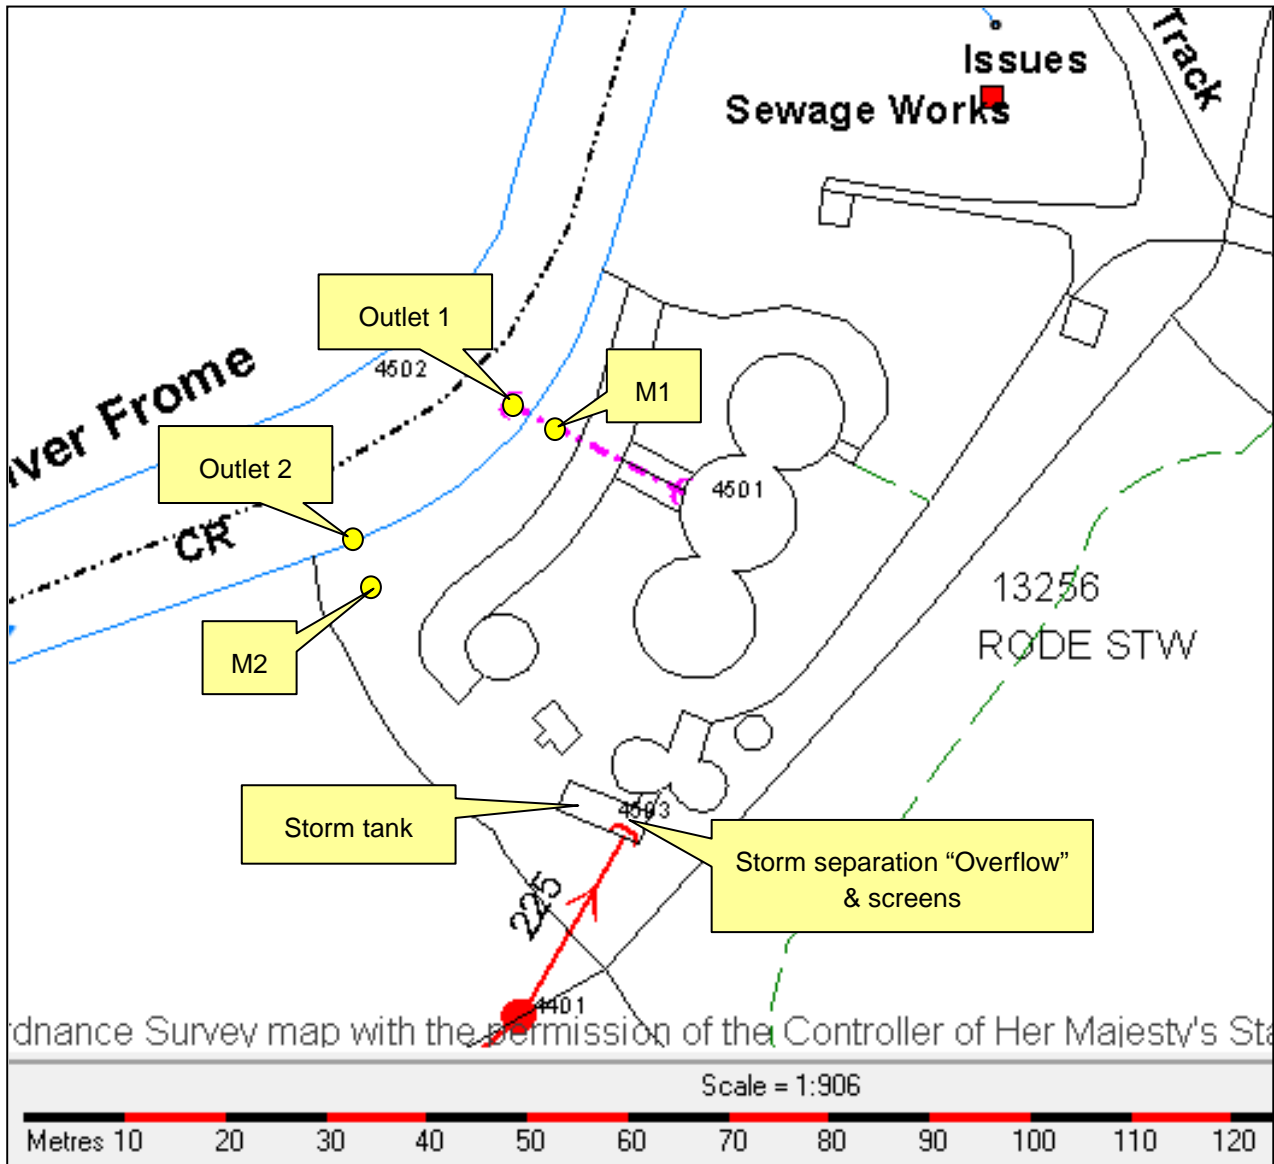 Track
Issues
Sewage Works
Outlet 1
4502
M1
iver Frome
Outlet 2
4501
CR
13256
RODE STW
M2
Storm tank
4503
Storm separation “Overflow”
& screens
225
4401
rdnance Survey map with the permission of the Controller of Her Majesty's Sta
Scale = 1:906
Metres 10 20 30 40 50 60 70 80 90 100 110 120